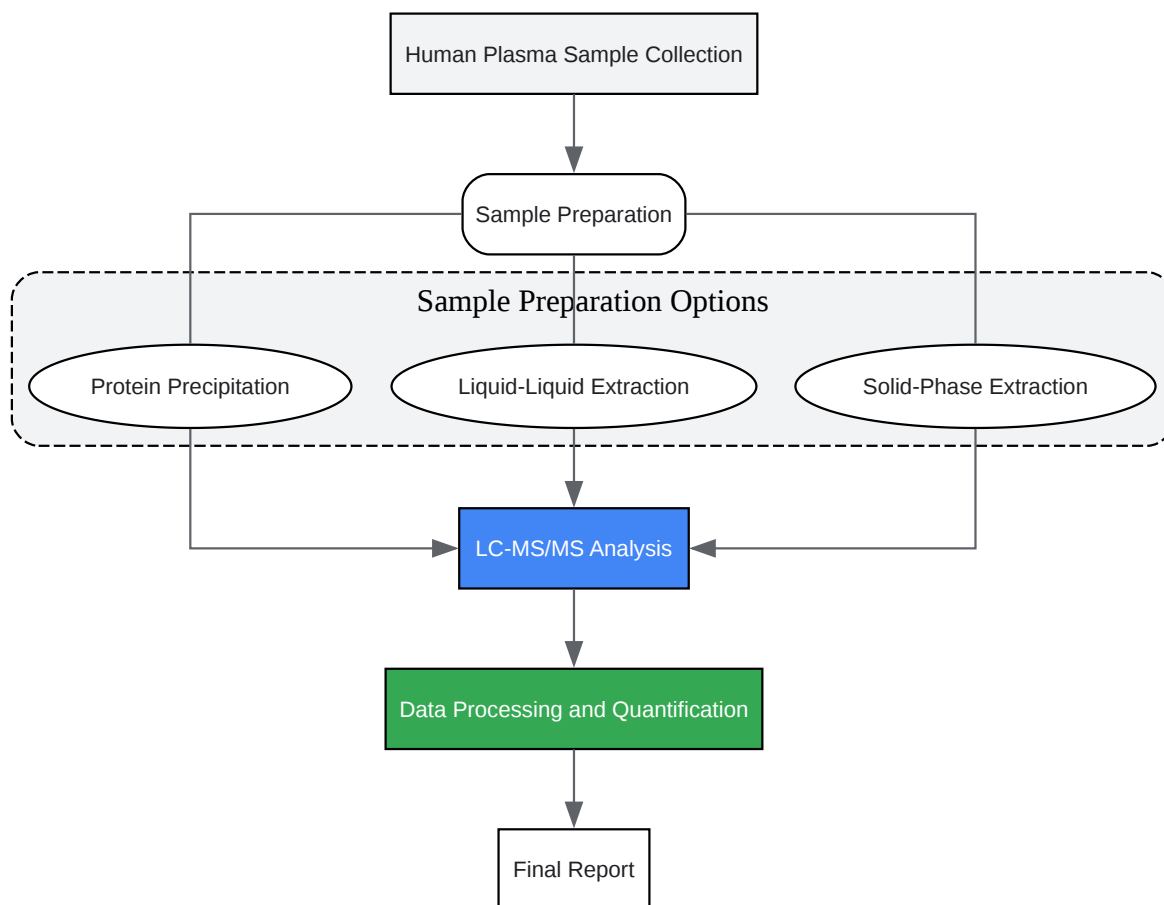 Human Plasma Sample Collection
Sample Preparation
Sample Preparation Options
Protein Precipitation
Liquid-Liquid Extraction
Solid-Phase Extraction
LC-MS/MS Analysis
Data Processing and Quantification
Final Report